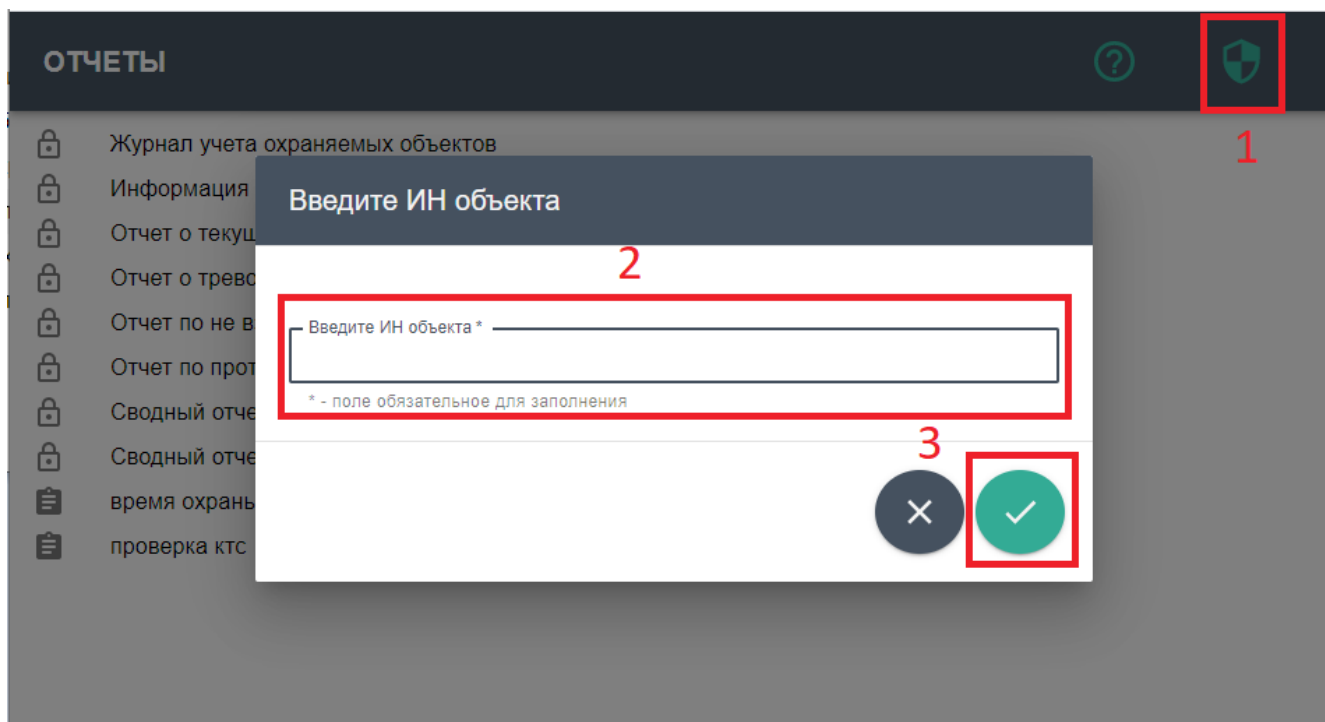 ОТЧЕТЫ
1
Журнал учета охраняемых объектов
Информация
Введите ИН объекта
Отчет о текущ
2
Отчет о трево
Отчет по не в
Введите ИН объекта *
Отчет по прот
* - поле обязательное для заполнения
Сводный отче
3
Сводный отче
время охраны
проверка ктс